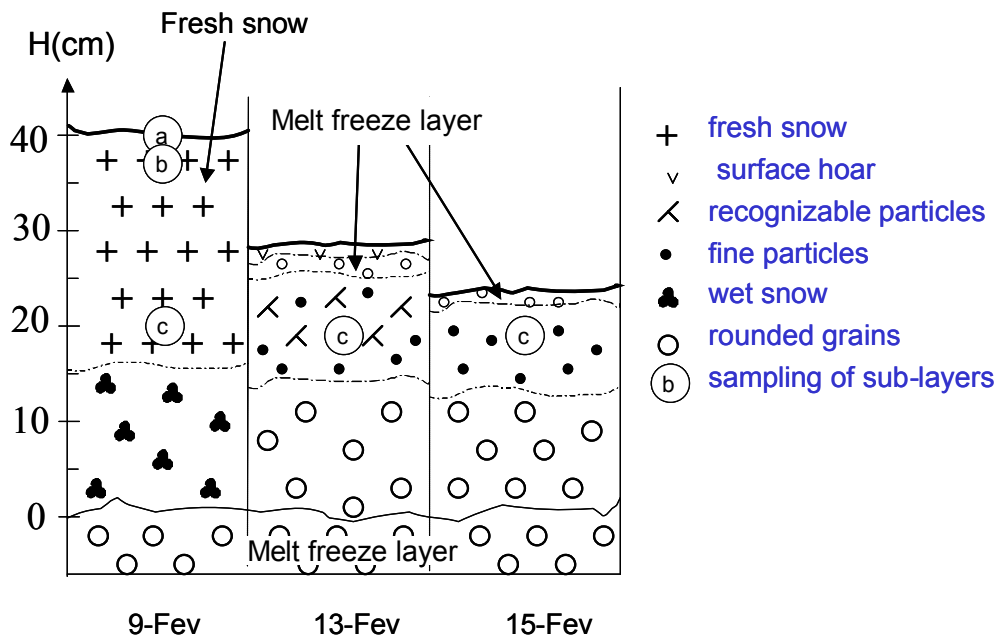 Fresh snow
H(cm)
40
30
20
10
0
a
b
c
Melt freeze layer
c
c
Melt freeze layer
9-Fev
13-Fev
15-Fev
fresh snow
surface hoar
recognizable particles
fine particles
wet snow
rounded grains
b sampling of sub-layers